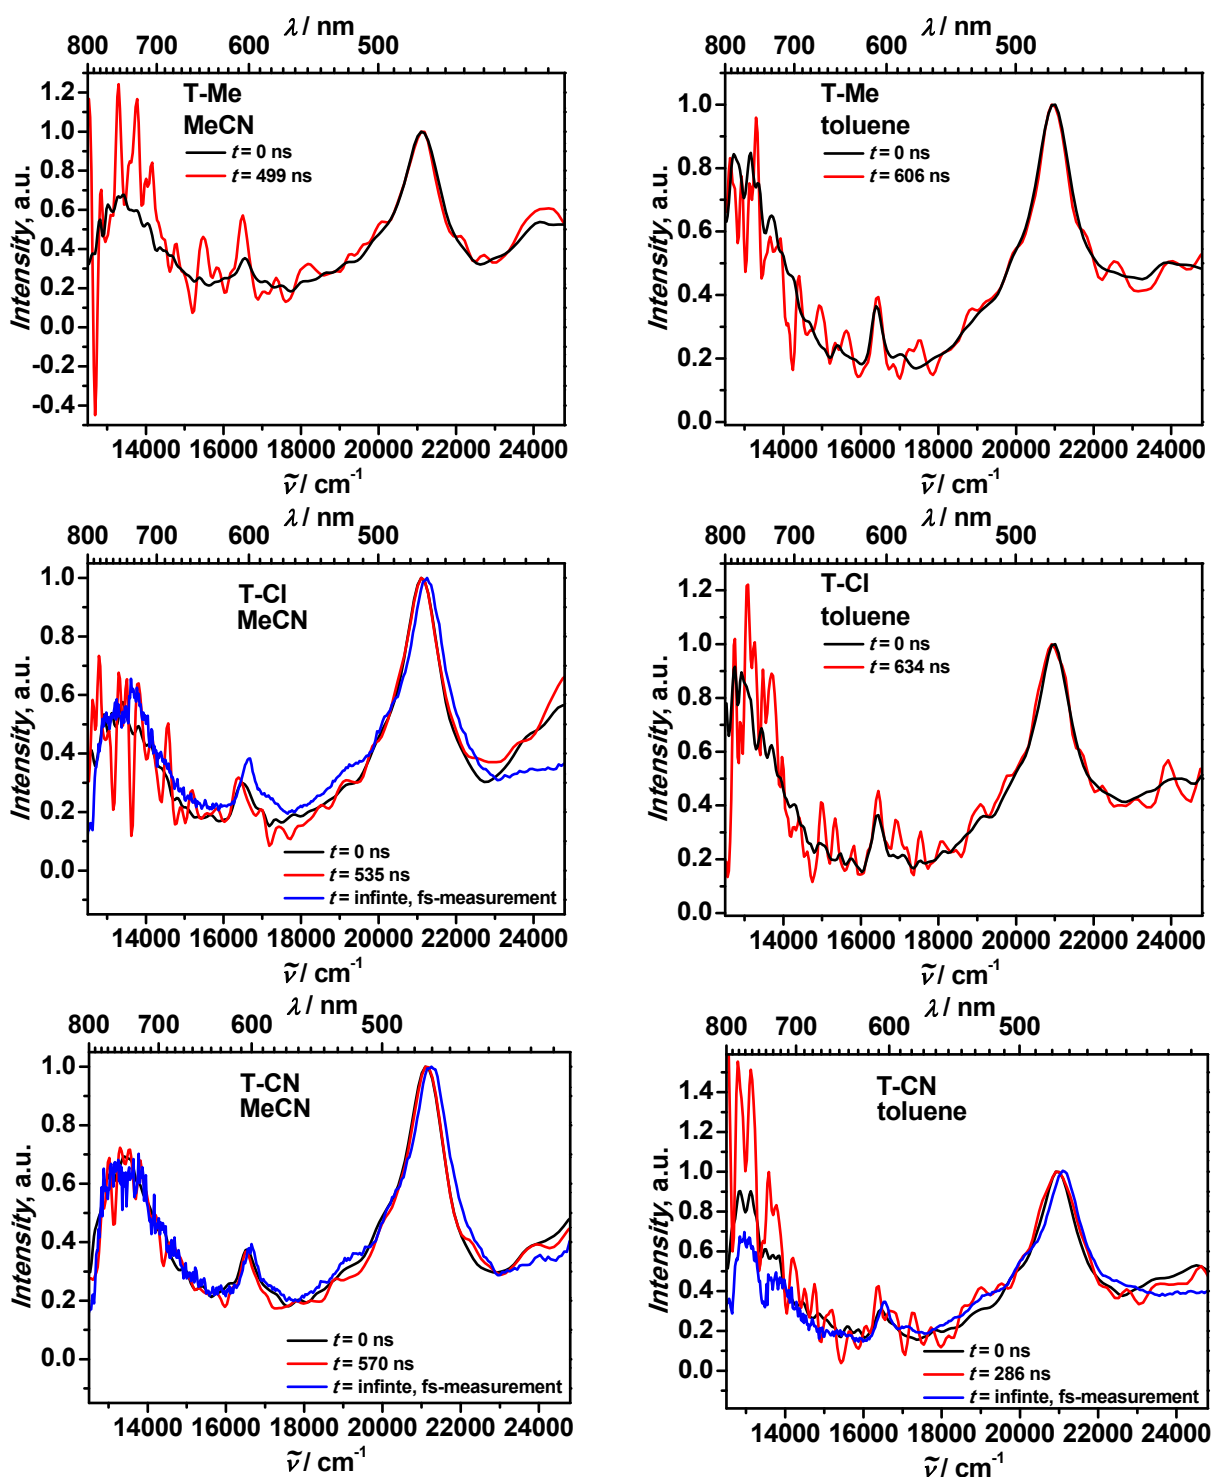 λ / nm
800 700 600 500
T-Me
MeCN
t = 0 ns
t = 499 ns
Intensity, a.u.
1.2
1.0
0.8
0.6
0.4
0.2
0.0
-0.2
-0.4
14000 16000 18000 20000 22000 24000
ṽ / cm⁻¹
λ / nm
800 700 600 500
T-Me
toluene
t = 0 ns
t = 606 ns
Intensity, a.u.
1.0
0.8
0.6
0.4
0.2
0.0
14000 16000 18000 20000 22000 24000
ṽ / cm⁻¹
λ / nm
800 700 600 500
T-Cl
MeCN
t = 0 ns
t = 535 ns
t = infinte, fs-measurement
Intensity, a.u.
1.0
0.8
0.6
0.4
0.2
0.0
14000 16000 18000 20000 22000 24000
ṽ / cm⁻¹
λ / nm
800 700 600 500
T-Cl
toluene
t = 0 ns
t = 634 ns
Intensity, a.u.
1.2
1.0
0.8
0.6
0.4
0.2
0.0
14000 16000 18000 20000 22000 24000
ṽ / cm⁻¹
λ / nm
800 700 600 500
T-CN
MeCN
t = 0 ns
t = 570 ns
t = infinte, fs-measurement
Intensity, a.u.
1.0
0.8
0.6
0.4
0.2
0.0
14000 16000 18000 20000 22000 24000
ṽ / cm⁻¹
λ / nm
800 700 600 500
T-CN
toluene
t = 0 ns
t = 286 ns
t = infinte, fs-measurement
Intensity, a.u.
1.4
1.2
1.0
0.8
0.6
0.4
0.2
0.0
14000 16000 18000 20000 22000 24000
ṽ / cm⁻¹